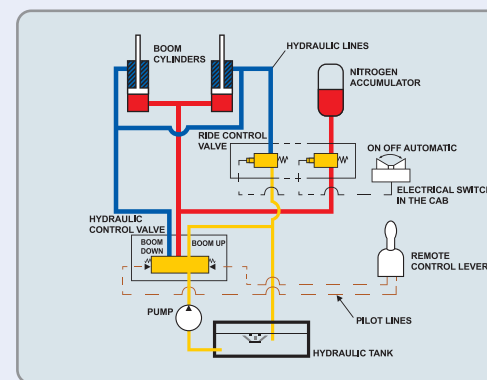 BOOM
CYLINDERS
HYDRAULIC LINES
NITROGEN
ACCUMULATOR
RIDE CONTROL
VALVE
ON OFF AUTOMATIC
ELECTRICAL SWITCH
IN THE CAB
HYDRAULIC
CONTROL VALVE
BOOM
DOWN
BOOM UP
REMOTE
CONTROL LEVER
PUMP
PILOT LINES
HYDRAULIC TANK